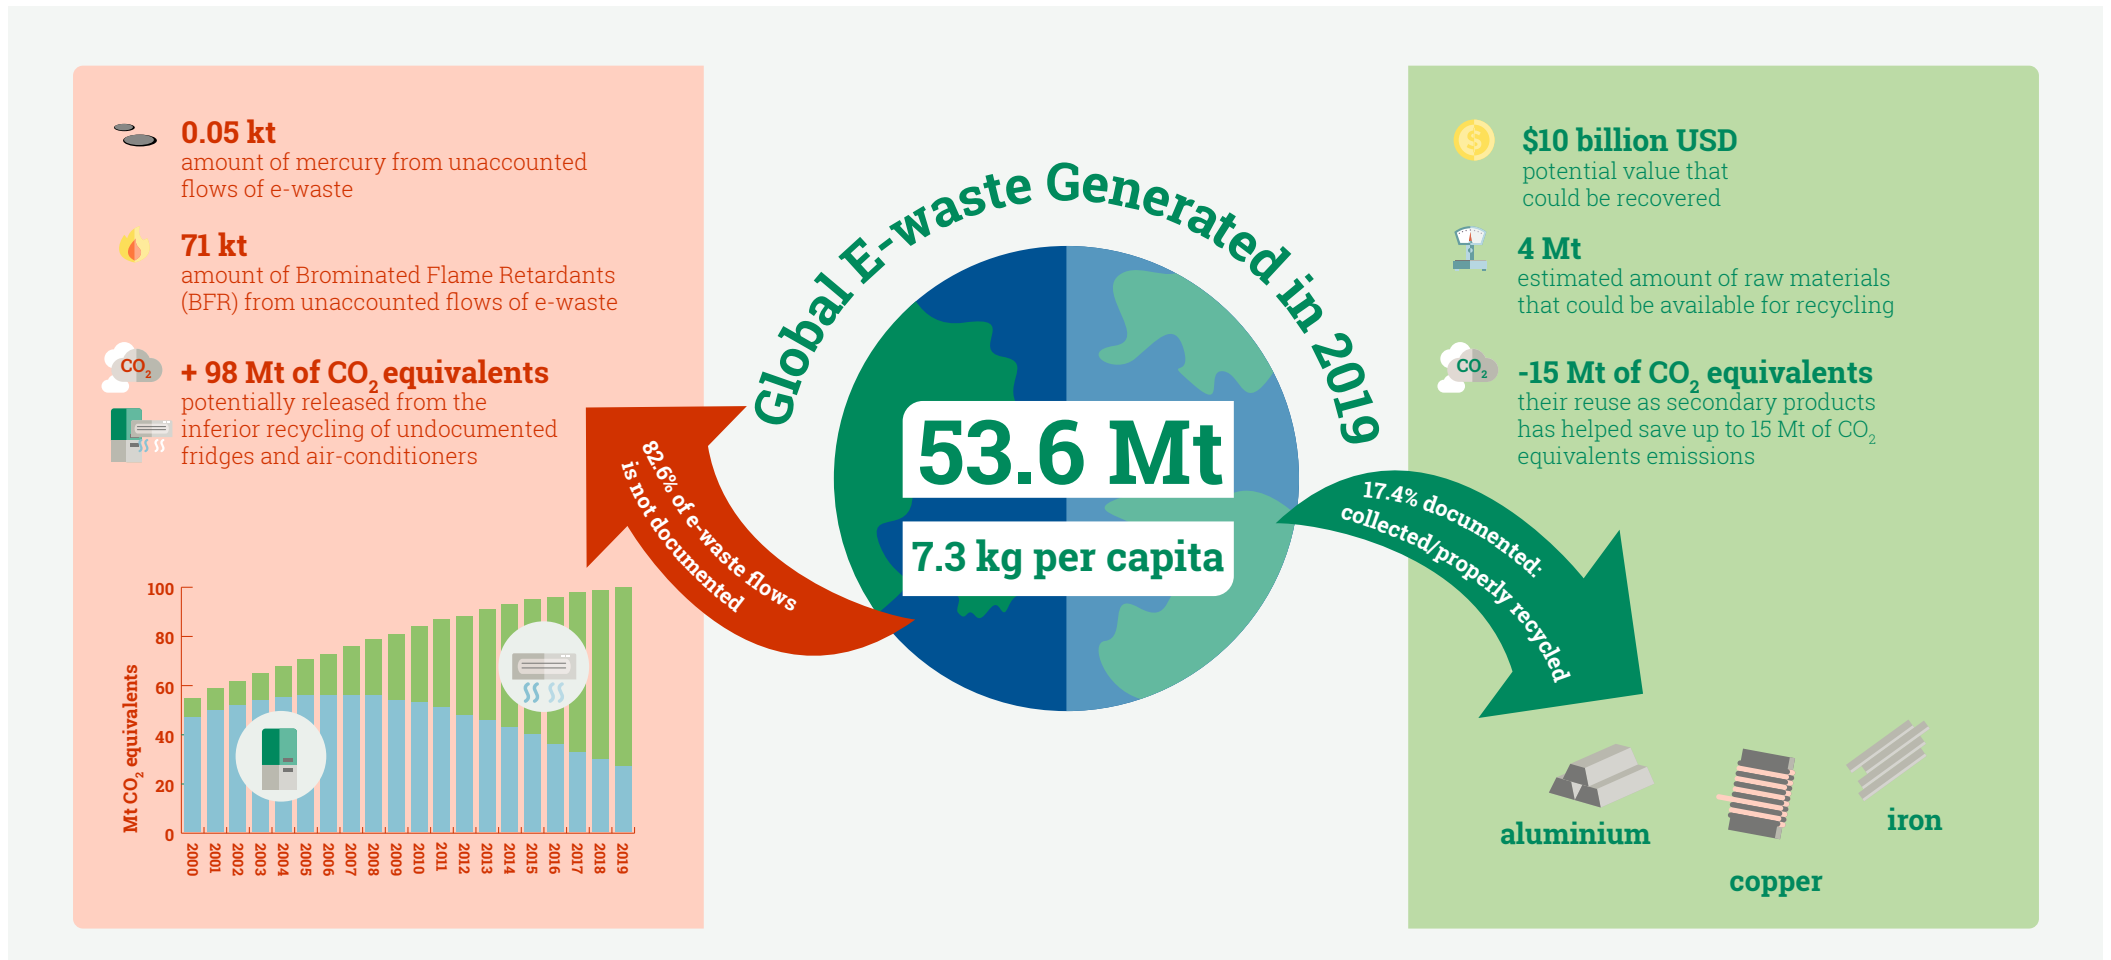 0.05 kt
amount of mercury from unaccounted
flows of e-waste
71 kt
amount of Brominated Flame Retardants
(BFR) from unaccounted flows of e-waste
CO₂
+ 98 Mt of CO₂ equivalents
potentially released from the
inferior recycling of undocumented
fridges and air-conditioners
Mt CO₂ equivalents
100
80
60
40
20
0
2000
2001
2002
2003
2004
2005
2006
2007
2008
2009
2010
2011
2012
2013
2014
2015
2016
2017
2018
2019
82.6% of e-waste flows
is not documented
Global E-waste Generated in 2019
53.6 Mt
7.3 kg per capita
17.4% documented:
collected/properly recycled
$
$10 billion USD
potential value that
could be recovered
4 Mt
estimated amount of raw materials
that could be available for recycling
CO₂
-15 Mt of CO₂ equivalents
their reuse as secondary products
has helped save up to 15 Mt of CO₂
equivalents emissions
aluminium
copper
iron